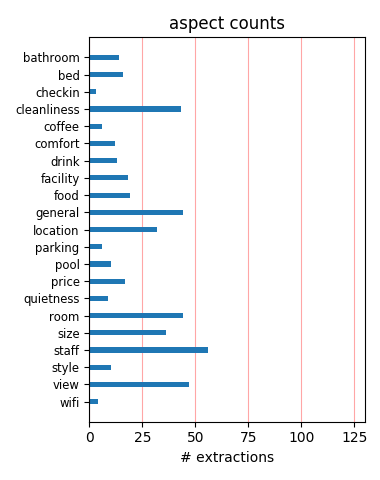 aspect counts
bathroom
bed
checkin
cleanliness
coffee
comfort
drink
facility
food
general
location
parking
pool
price
quietness
room
size
staff
style
view
wifi
0 25 50 75 100 125
# extractions